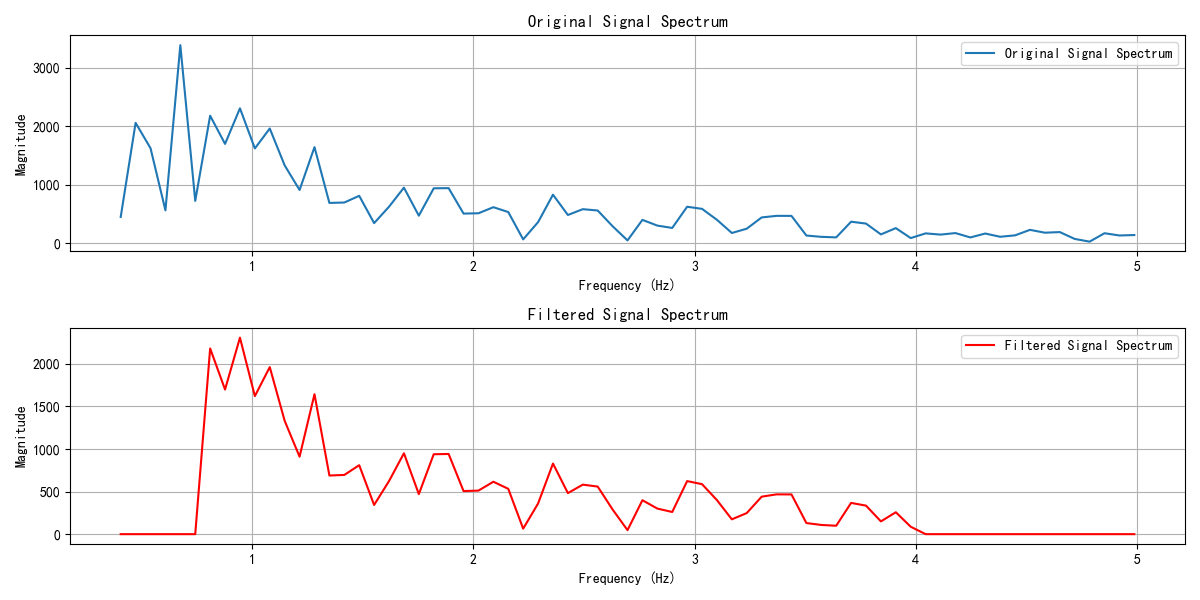 Original Signal Spectrum
Original Signal Spectrum
Magnitude
3000
2000
1000
0
1 2 3 4 5
Frequency (Hz)
Filtered Signal Spectrum
Filtered Signal Spectrum
Magnitude
2000
1500
1000
500
0
1 2 3 4 5
Frequency (Hz)